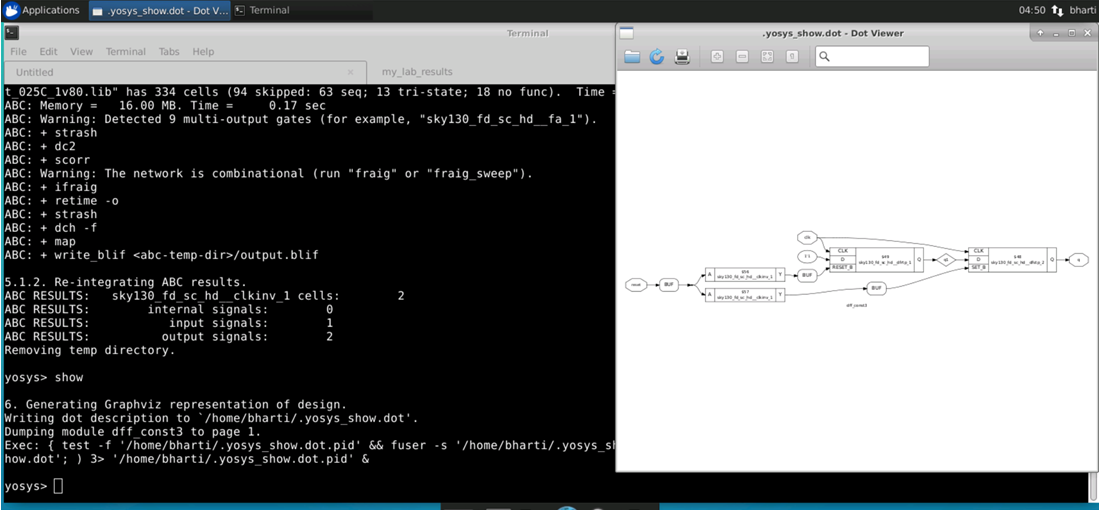 Applications
.yosys_show.dot - Dot V...
Terminal
04:50
bharti
Terminal
File Edit View Terminal Tabs Help
Untitled
my_lab_results
t_025C_1v80.lib" has 334 cells (94 skipped: 63 seq; 13 tri-state; 18 no func).  Time =
ABC: Memory =   16.00 MB. Time =     0.17 sec
ABC: Warning: Detected 9 multi-output gates (for example, "sky130_fd_sc_hd__fa_1").
ABC: + strash
ABC: + dc2
ABC: + scorr
ABC: Warning: The network is combinational (run "fraig" or "fraig_sweep").
ABC: + ifraig
ABC: + retime -o
ABC: + strash
ABC: + dch -f
ABC: + map
ABC: + write_blif <abc-temp-dir>/output.blif
5.1.2. Re-integrating ABC results.
ABC RESULTS:   sky130_fd_sc_hd__clkinv_1 cells:        2
ABC RESULTS:        internal signals:        0
ABC RESULTS:           input signals:        1
ABC RESULTS:          output signals:        2
Removing temp directory.
yosys> show
6. Generating Graphviz representation of design.
Writing dot description to `/home/bharti/.yosys_show.dot'.
Dumping module dff_const3 to page 1.
Exec: { test -f '/home/bharti/.yosys_show.dot.pid' && fuser -s '/home/bharti/.yosys_sh
how.dot'; ) 3> '/home/bharti/.yosys_show.dot.pid' &
yosys>
.yosys_show.dot - Dot Viewer
clk
CLK
D
RESET_B
Q
CLK
D
SET_B
Q
q
reset
BUF
A
sky130_fd_sc_hd__clkinv_1
Y
BUF
A
sky130_fd_sc_hd__clkinv_1
Y
BUF
dff_const3